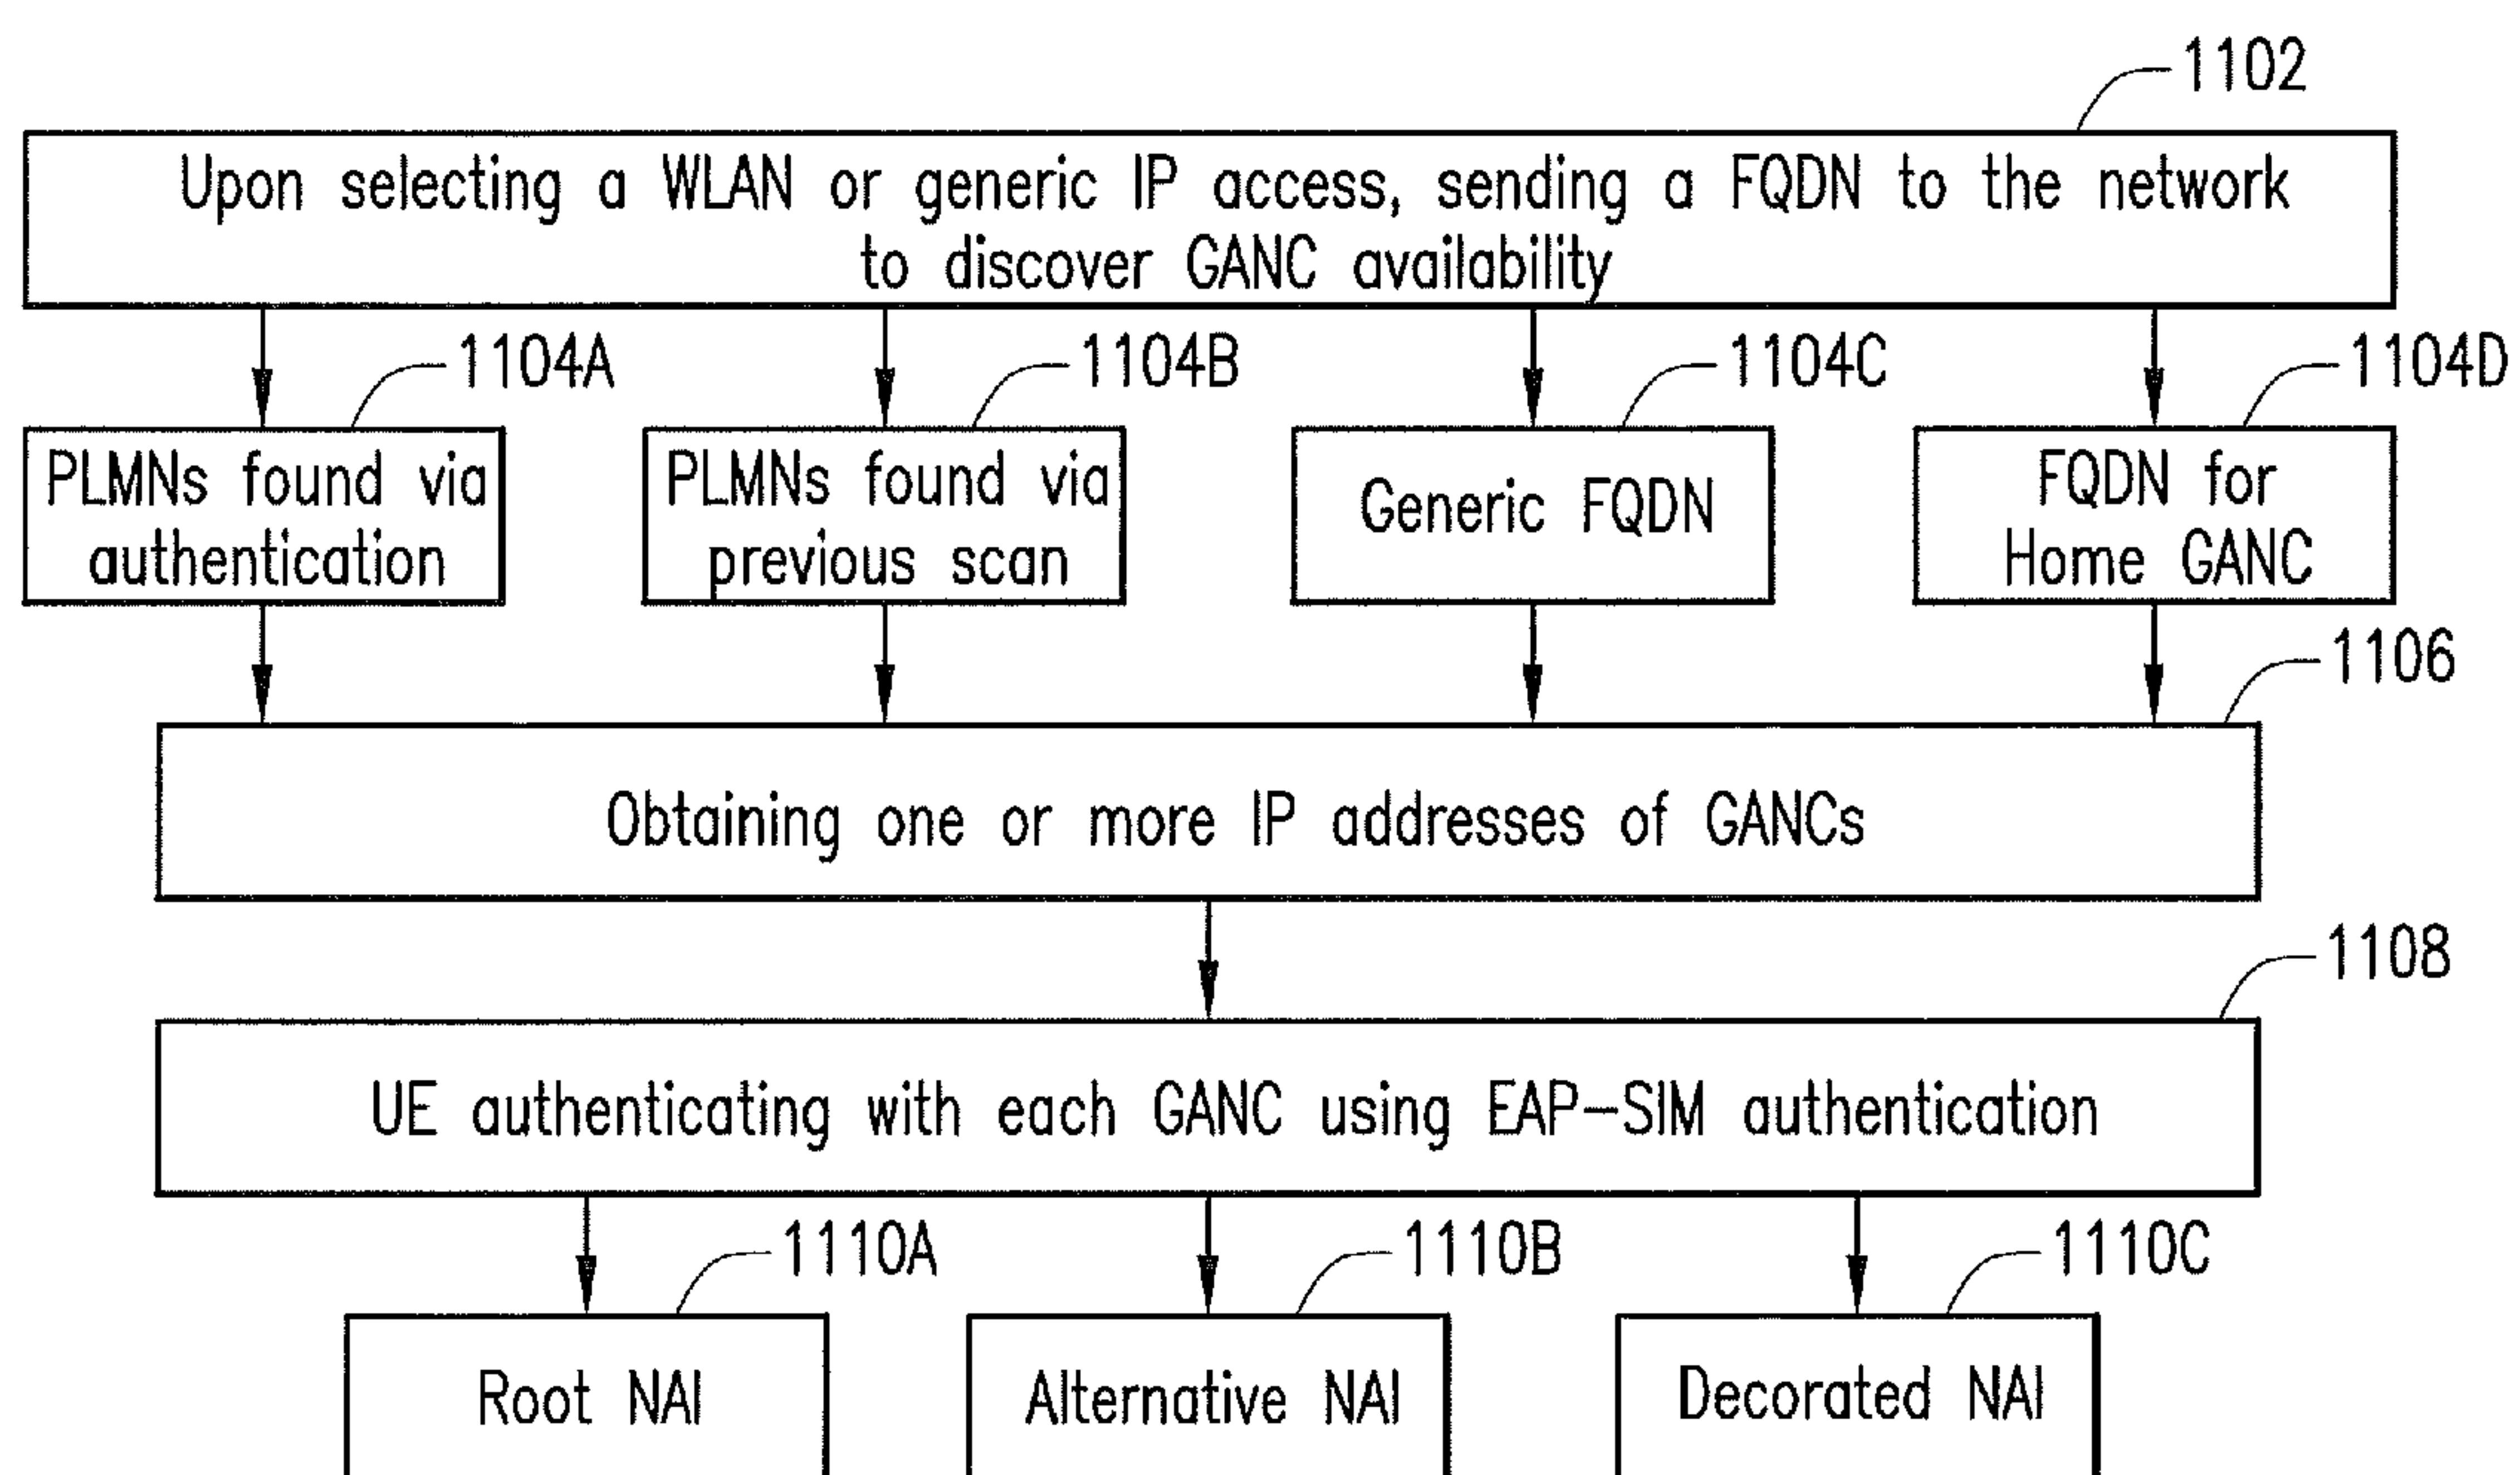 1102
Upon selecting a WLAN or generic IP access, sending a FQDN to the network
to discover GANC availability
1104A
1104B
1104C
1104D
PLMNs found via
authentication
PLMNs found via
previous scan
Generic FQDN
FQDN for
Home GANC
1106
Obtaining one or more IP addresses of GANCs
1108
UE authenticating with each GANC using EAP-SIM authentication
1110A
1110B
1110C
Root NAI
Alternative NAI
Decorated NAI